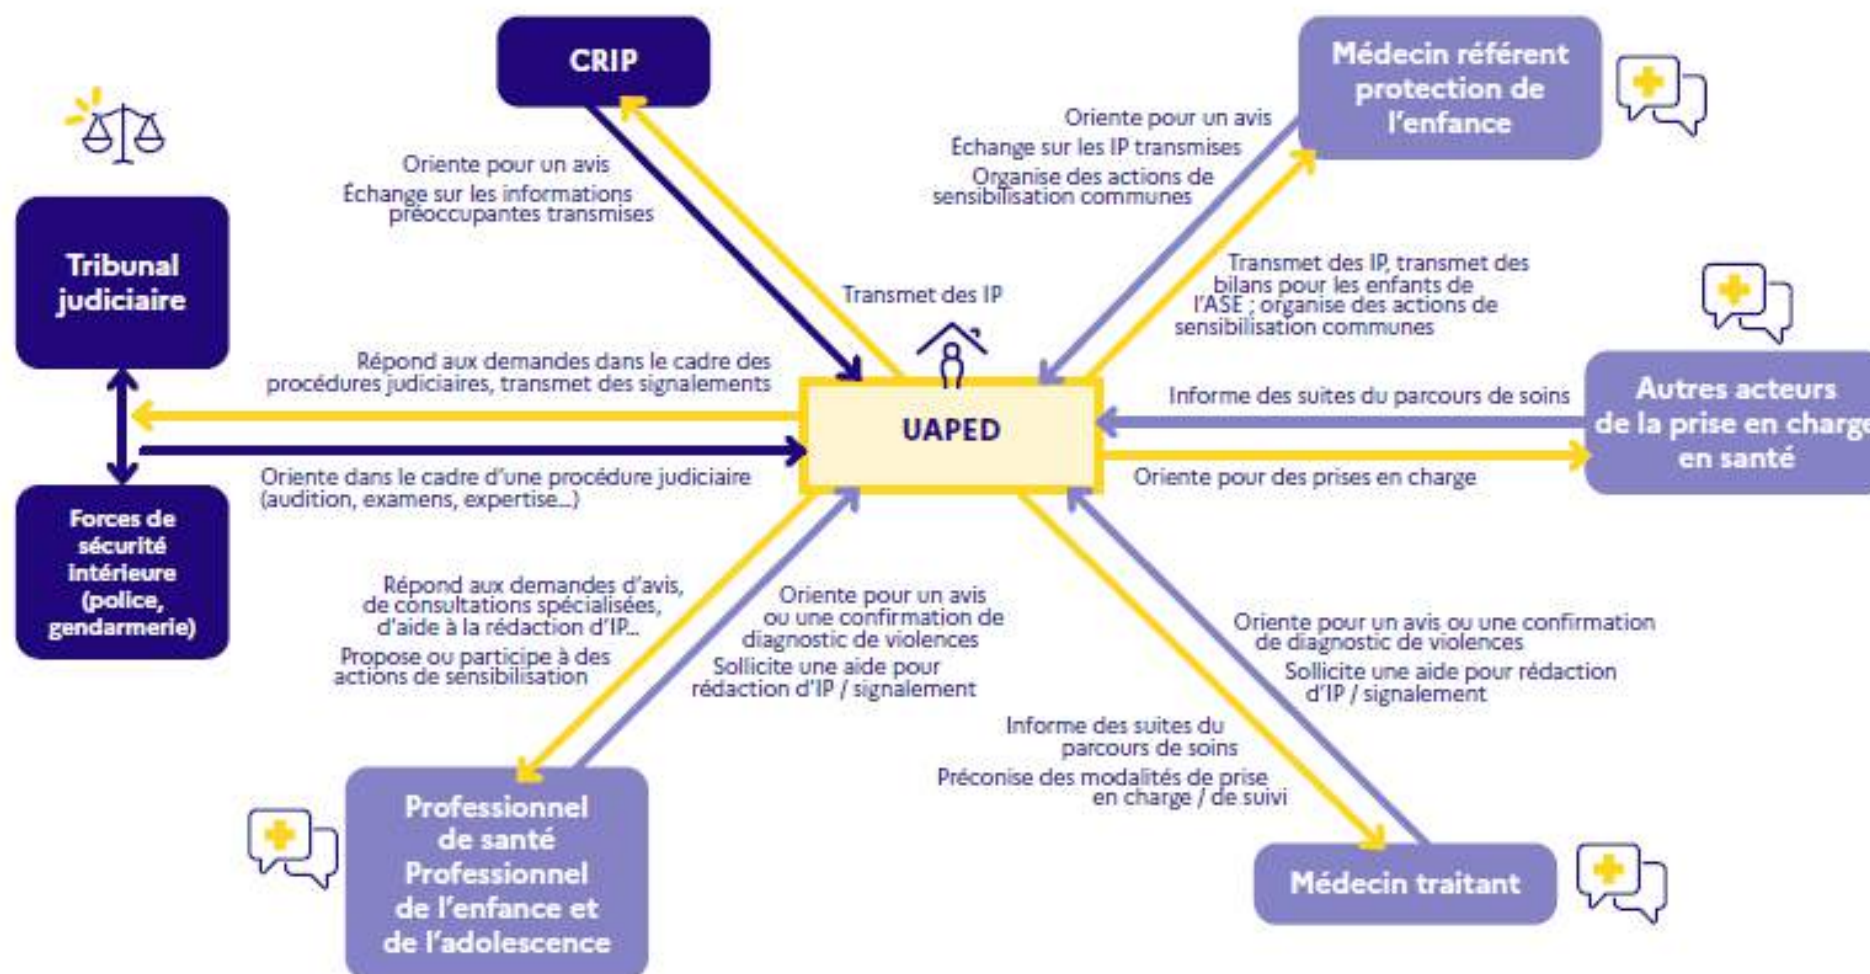 CRIP
Médecin référent
protection de
l'enfance
Oriente pour un avis
Échange sur les informations
préoccupantes transmises
Oriente pour un avis
Échange sur les IP transmises
Organise des actions de
sensibilisation communes
Tribunal
judiciaire
Transmet des IP
Transmet des IP, transmet des
bilans pour les enfants de
l'ASE ; organise des actions de
sensibilisation communes
Répond aux demandes dans le cadre des
procédures judiciaires, transmet des signalements
UAPED
Informe des suites du parcours de soins
Autres acteurs
de la prise en charge
en santé
Oriente dans le cadre d'une procédure judiciaire
(audition, examens, expertise...)
Oriente pour des prises en charge
Forces de
sécurité
intérieure
(police,
gendarmerie)
Répond aux demandes d'avis,
de consultations spécialisées,
d'aide à la rédaction d'IP...
Propose ou participe à des
actions de sensibilisation
Oriente pour un avis
ou une confirmation de
diagnostic de violences
Sollicite une aide pour
rédaction d'IP / signalement
Oriente pour un avis ou une confirmation
de diagnostic de violences
Sollicite une aide pour rédaction
d'IP / signalement
Informe des suites du
parcours de soins
Préconise des modalités de prise
en charge / de suivi
Professionnel
de santé
Professionnel
de l'enfance et
de l'adolescence
Médecin traitant